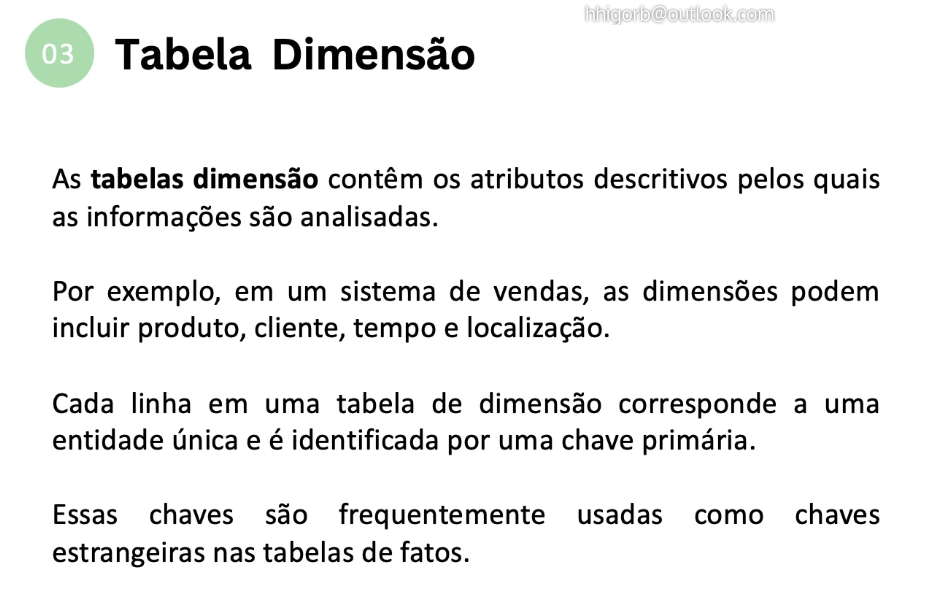 hhigorb@outlook.com
03 Tabela Dimensão
As tabelas dimensão contêm os atributos descritivos pelos quais
as informações são analisadas.
Por exemplo, em um sistema de vendas, as dimensões podem
incluir produto, cliente, tempo e localização.
Cada linha em uma tabela de dimensão corresponde a uma
entidade única e é identificada por uma chave primária.
Essas chaves são frequentemente usadas como chaves
estrangeiras nas tabelas de fatos.